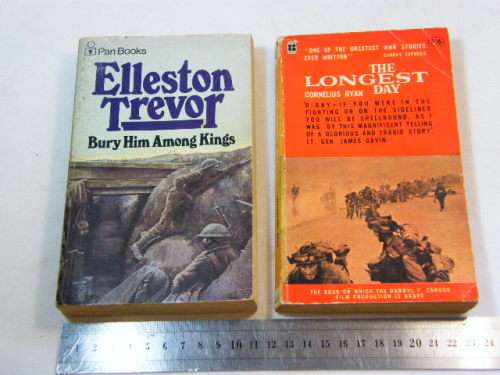 Pan Books
Elleston
Trevor
Bury Him Among Kings
"ONE OF THE GREATEST WAR STORIES
EVER WRITTEN"
SUNDAY EXPRESS
THE
LONGEST
DAY
CORNELIUS RYAN
D-DAY—IF YOU WERE IN THE
FIGHTING OR ON THE SIDELINES
YOU WILL BE SPELLBOUND, AS I
WAS, BY THIS MAGNIFICENT TELLING
OF A GLORIOUS AND TRAGIC STORY'
LT. GEN. JAMES GAVIN
THE BOOK ON WHICH THE DARRYL F. ZANUCK
FILM PRODUCTION IS BASED
1 2 3 4 5 6 7 8 9 10 11 12 13 14 15 16 17 18 19 20 21 22 23 24